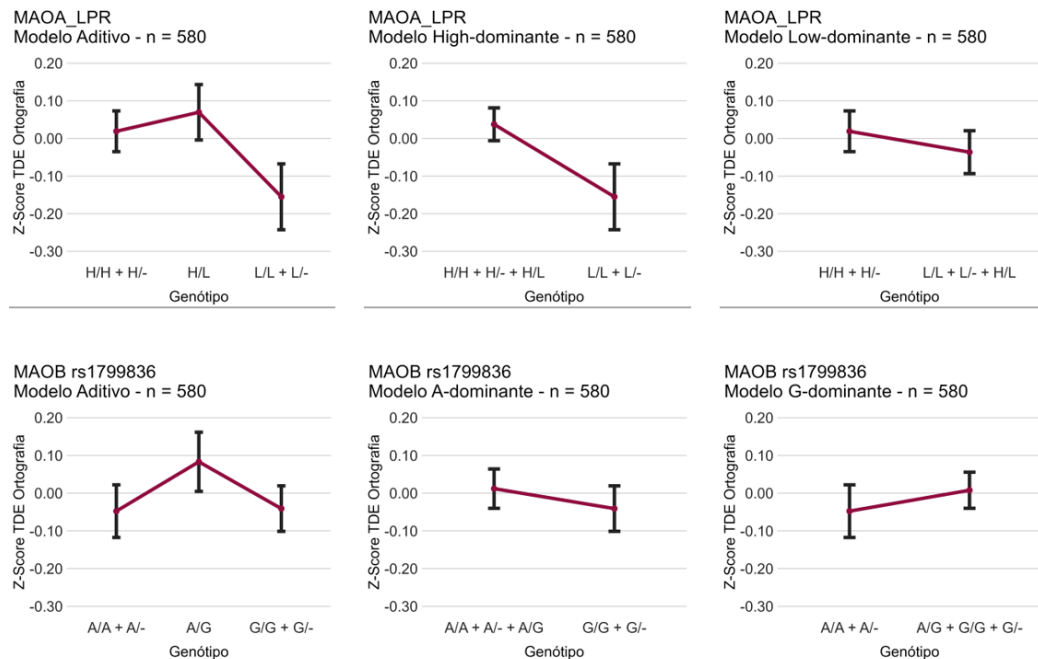 MAOA_LPR
Modelo Aditivo - n = 580
Z-Score TDE Ortografia
0.20
0.10
0.00
-0.10
-0.20
-0.30
H/H + H/-
H/L
L/L + L/-
Genótipo
MAOA_LPR
Modelo High-dominante - n = 580
Z-Score TDE Ortografia
0.20
0.10
0.00
-0.10
-0.20
-0.30
H/H + H/- + H/L
L/L + L/-
Genótipo
MAOA_LPR
Modelo Low-dominante - n = 580
Z-Score TDE Ortografia
0.20
0.10
0.00
-0.10
-0.20
-0.30
H/H + H/-
L/L + L/- + H/L
Genótipo
MAOB rs1799836
Modelo Aditivo - n = 580
Z-Score TDE Ortografia
0.20
0.10
0.00
-0.10
-0.20
-0.30
A/A + A/-
A/G
G/G + G/-
Genótipo
MAOB rs1799836
Modelo A-dominante - n = 580
Z-Score TDE Ortografia
0.20
0.10
0.00
-0.10
-0.20
-0.30
A/A + A/- + A/G
G/G + G/-
Genótipo
MAOB rs1799836
Modelo G-dominante - n = 580
Z-Score TDE Ortografia
0.20
0.10
0.00
-0.10
-0.20
-0.30
A/A + A/-
A/G + G/G + G/-
Genótipo